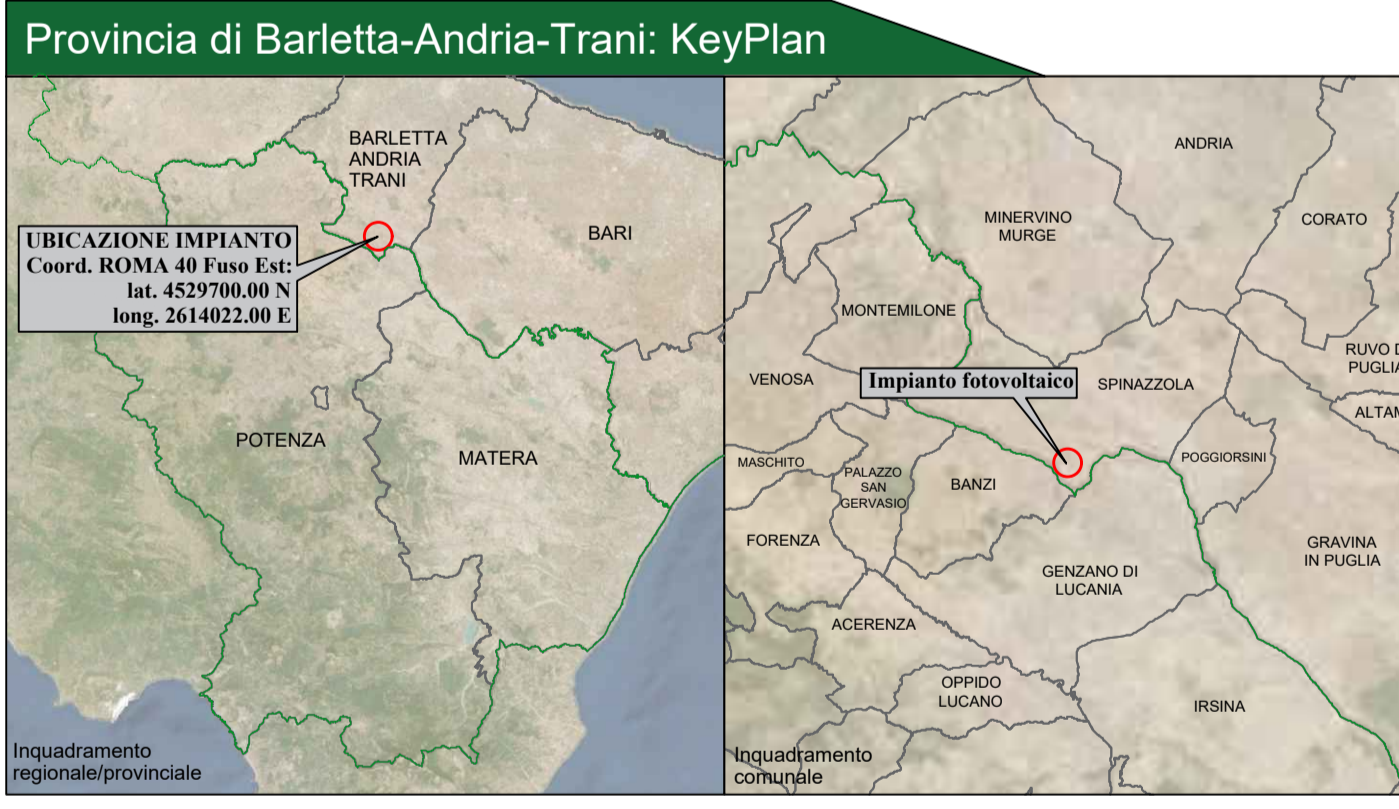 Provincia di Barletta-Andria-Trani: KeyPlan
BARLETTA
ANDRIA
TRANI
BARI
UBICAZIONE IMPIANTO
Coord. ROMA 40 Fuso Est:
lat. 4529700.00 N
long. 2614022.00 E
POTENZA
MATERA
Inquadramento
regionale/provinciale
ANDRIA
MINERVINO
MURGE
CORATO
MONTEMILONE
RUVO D
PUGLIA
VENOSA
Impianto fotovoltaico
SPINAZZOLA
ALTAM
MASCHITO
PALAZZO
SAN
GERVASIO
BANZI
POGGIORSINI
FORENZA
GRAVINA
IN PUGLIA
GENZANO DI
LUCANIA
ACERENZA
OPPIDO
LUCANO
IRSINA
Inquadramento
comunale